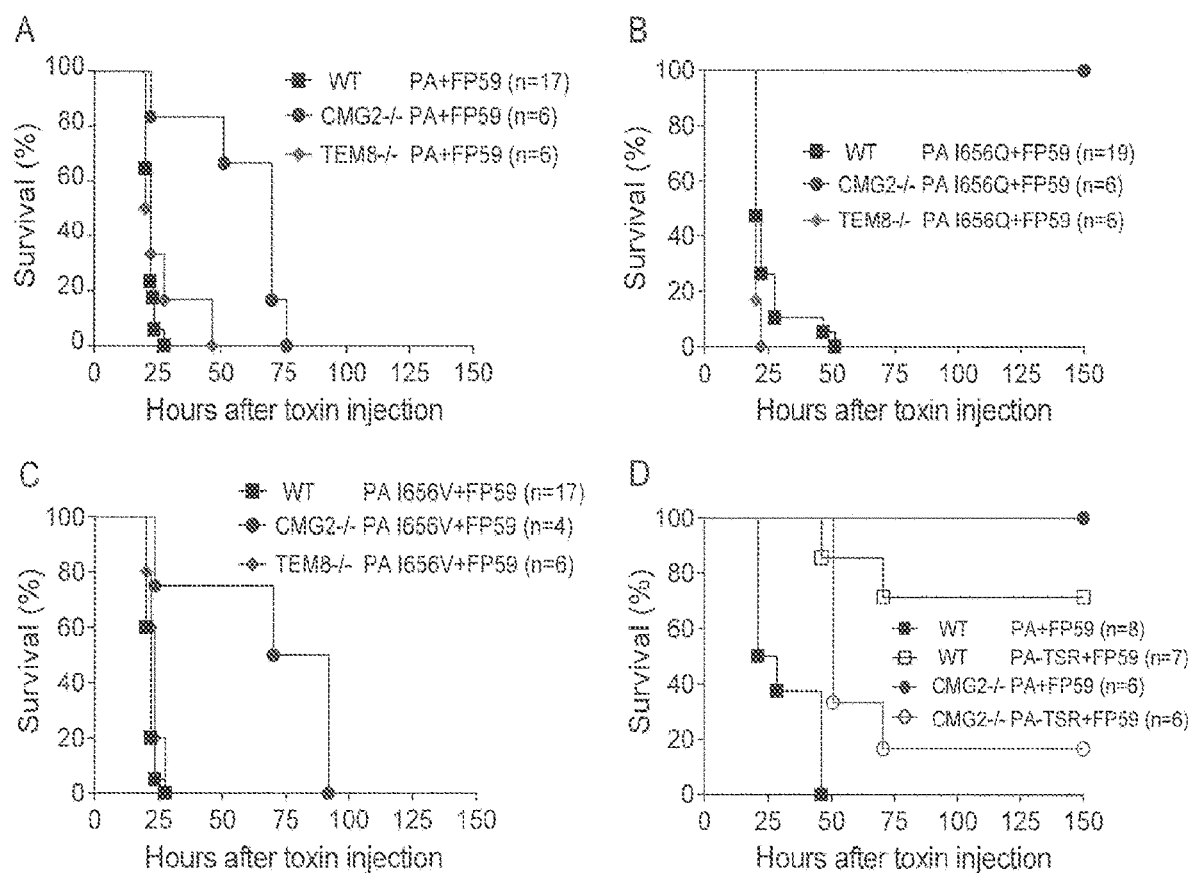 A
Survival (%)
100
80
60
40
20
0
0 25 50 75 100 125 150
Hours after toxin injection
WT PA+FP59 (n=17)
CMG2-/- PA+FP59 (n=6)
TEM8-/- PA+FP59 (n=6)
B
Survival (%)
100
80
60
40
20
0
0 25 50 75 100 125 150
Hours after toxin injection
WT PA I656Q+FP59 (n=19)
CMG2-/- PA I656Q+FP59 (n=6)
TEM8-/- PA I656Q+FP59 (n=6)
C
Survival (%)
100
80
60
40
20
0
0 25 50 75 100 125 150
Hours after toxin injection
WT PA I656V+FP59 (n=17)
CMG2-/- PA I656V+FP59 (n=4)
TEM8-/- PA I656V+FP59 (n=6)
D
Survival (%)
100
80
60
40
20
0
0 25 50 75 100 125 150
Hours after toxin injection
WT PA+FP59 (n=8)
WT PA-TSR+FP59 (n=7)
CMG2-/- PA+FP59 (n=6)
CMG2-/- PA-TSR+FP59 (n=6)